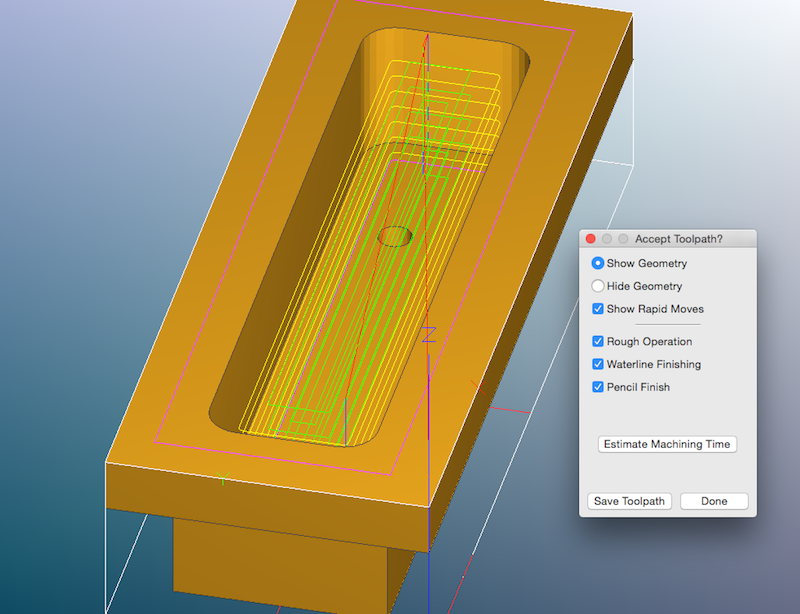 Accept Toolpath?
Show Geometry
Hide Geometry
Show Rapid Moves
Rough Operation
Waterline Finishing
Pencil Finish
Estimate Machining Time
Save Toolpath
Done
Z